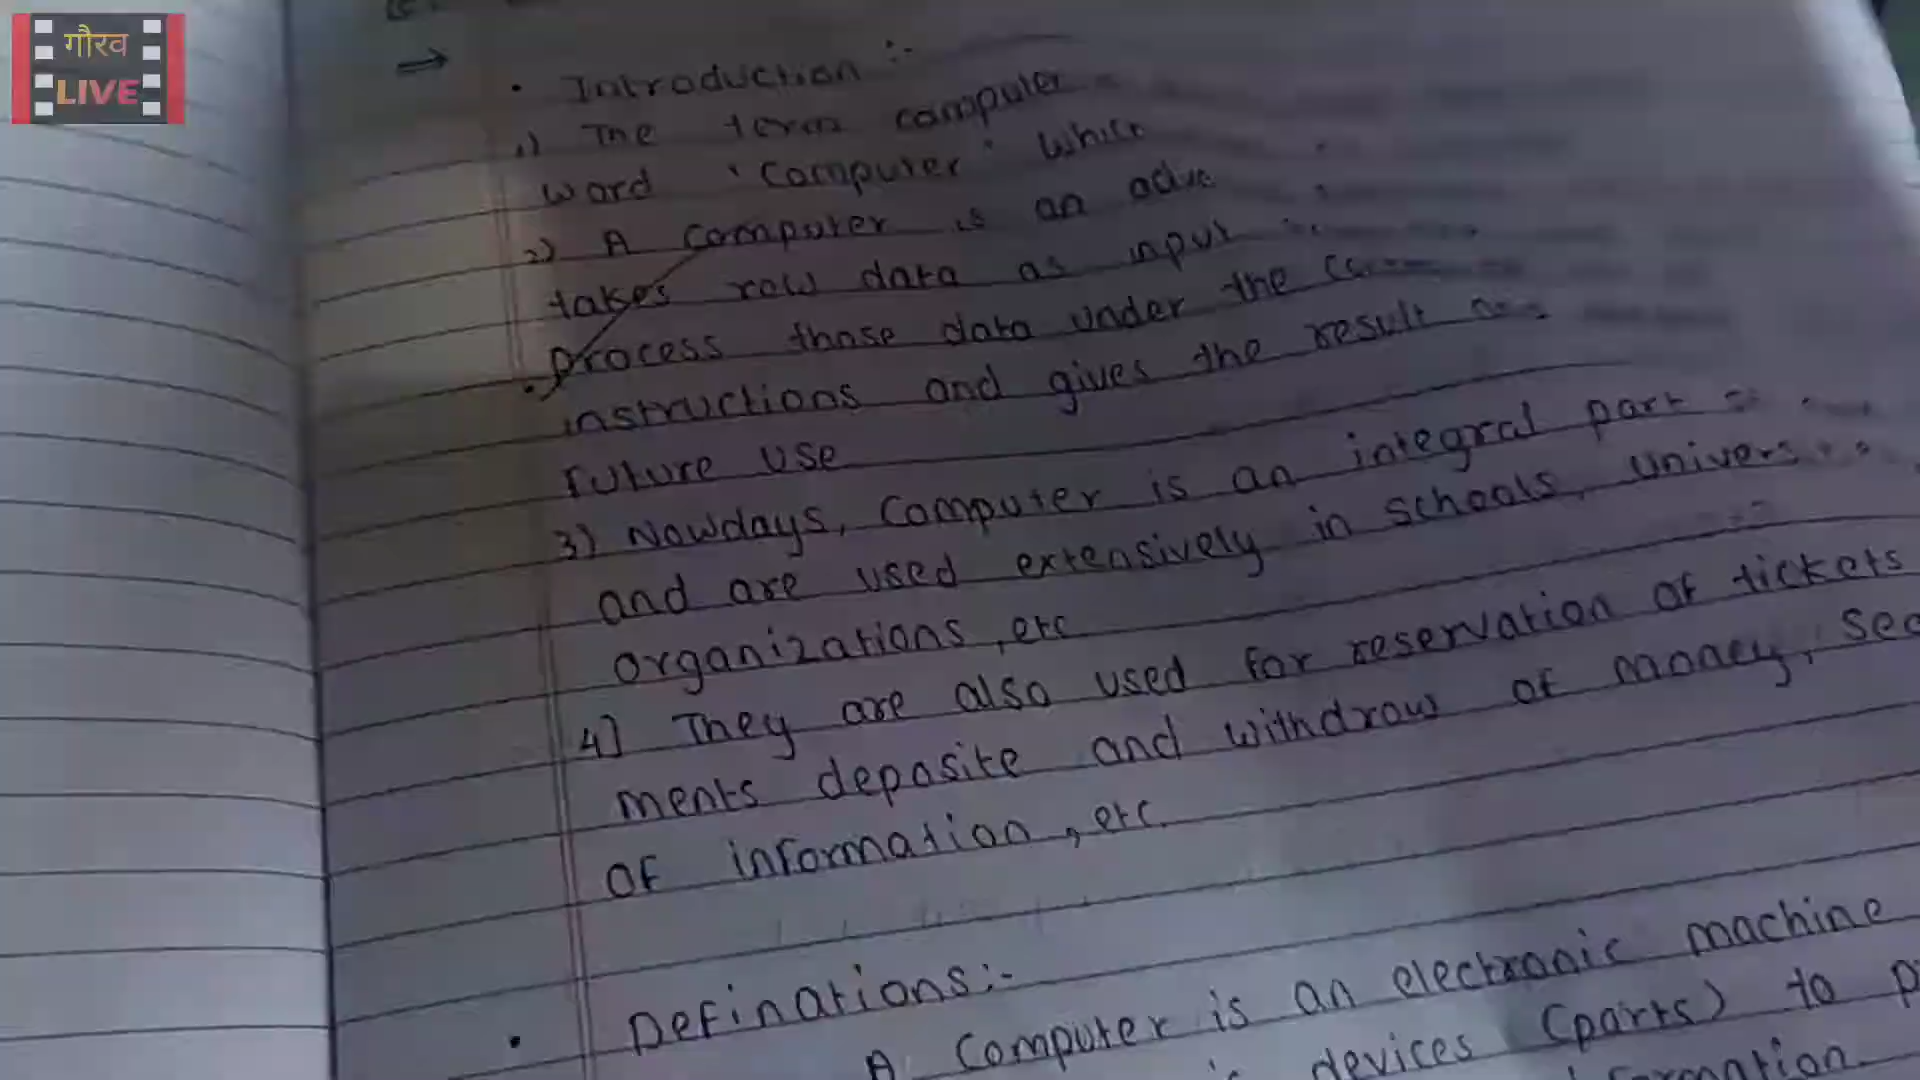 गौरव
LIVE
→
• Introduction :-
1) The term computer
word 'Computer' which
2) A computer is an
takes raw data as input
process those data under the
instructions and gives the result
future use
3) Nowdays, Computer is an integral part
and are used extensively in schools,
organizations, etc
4] They are also used for reservation of tickets
ments deposite and withdraw of money,
of information, etc.
• Definations:-
A Computer is an electronic machine
devices (parts) to